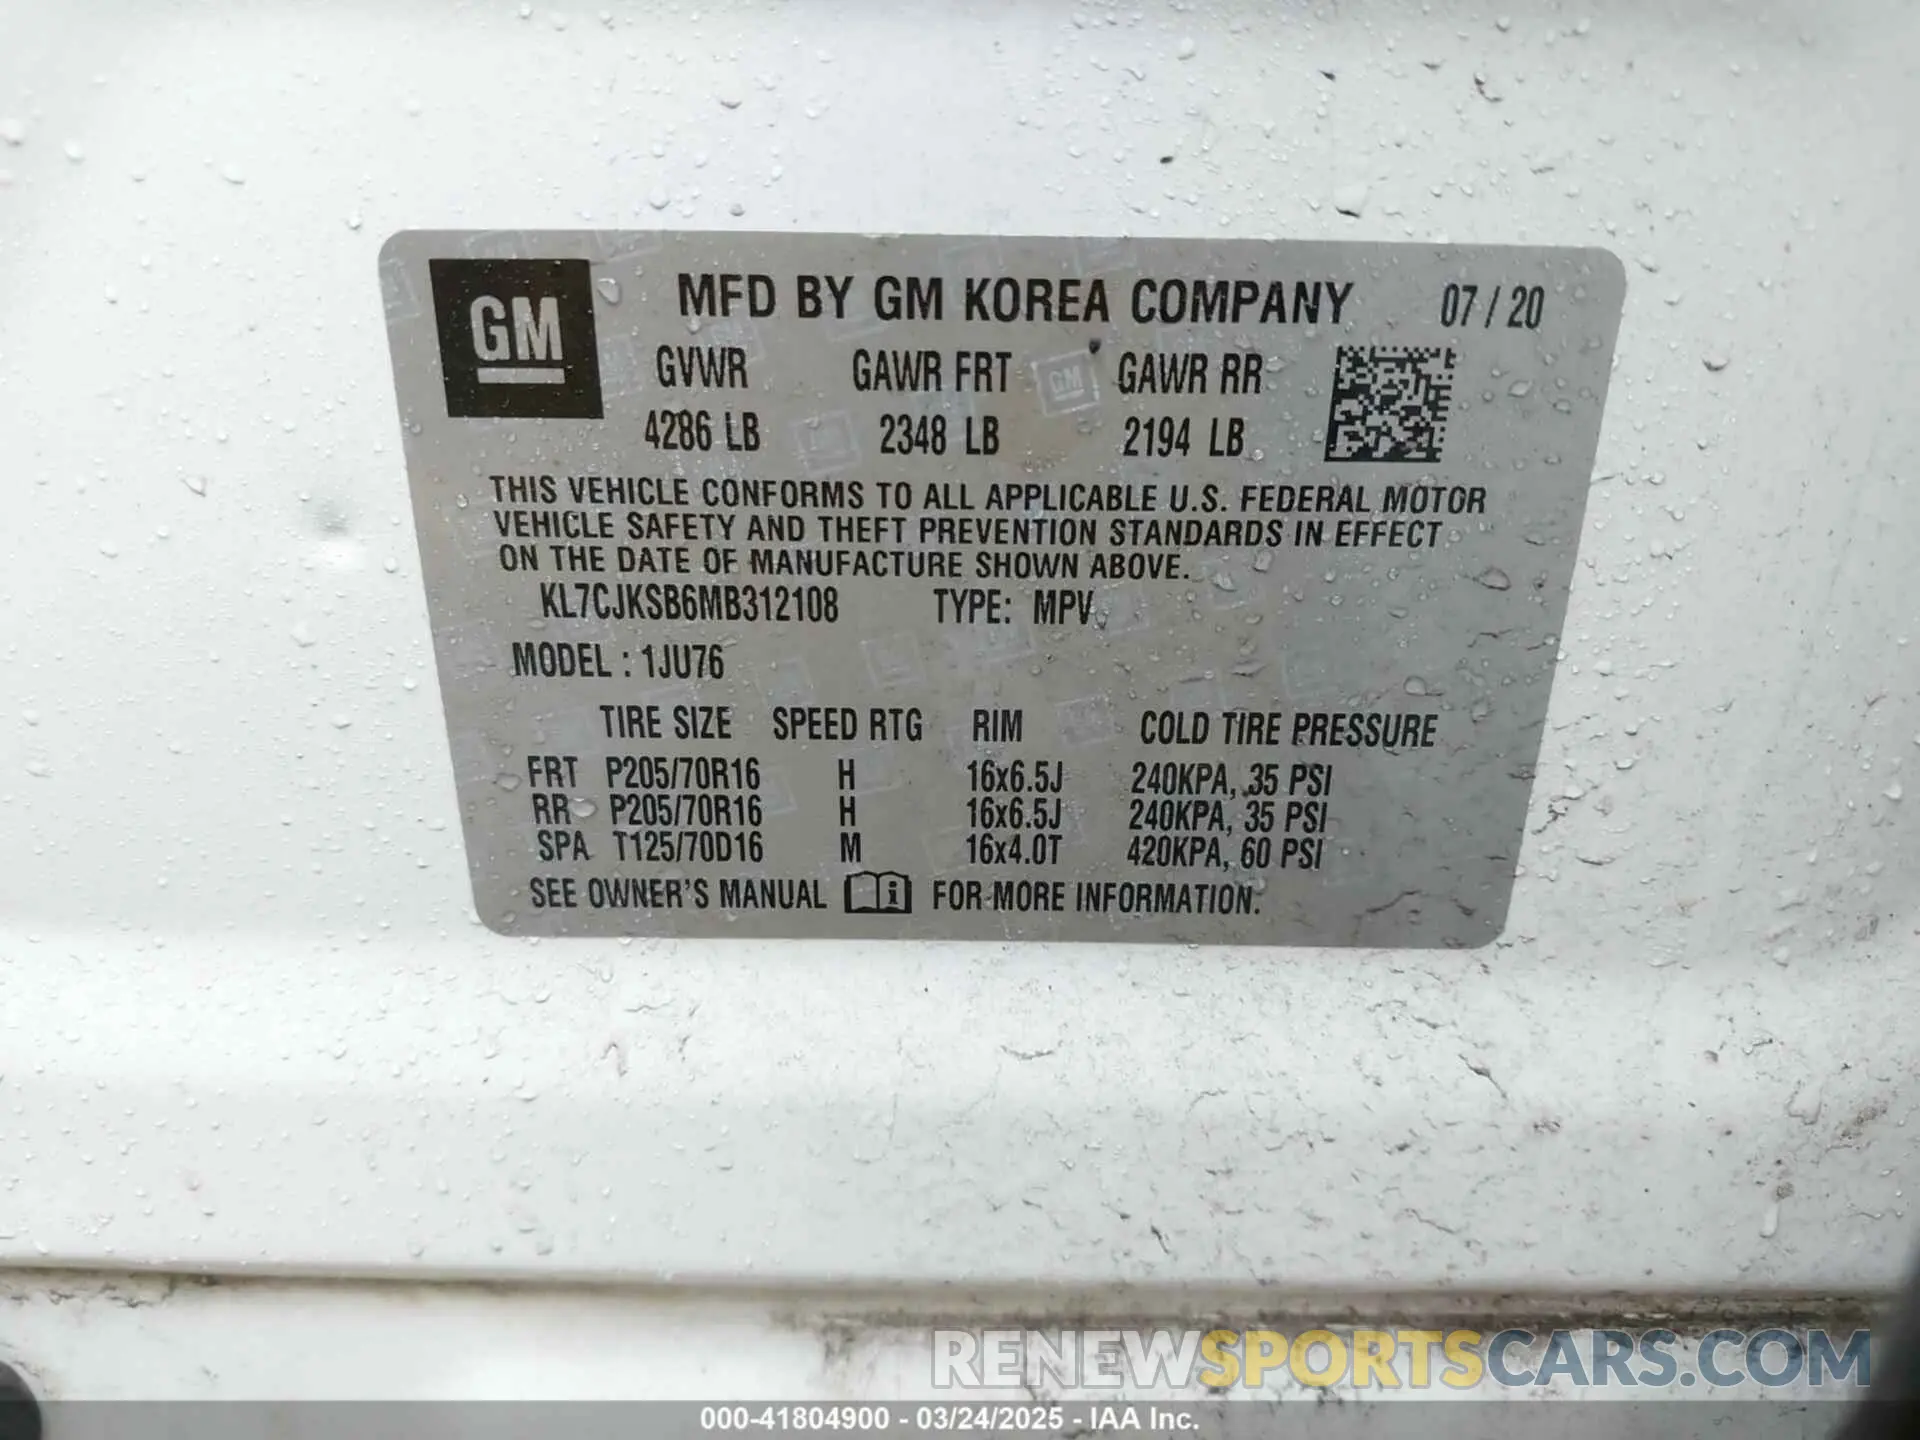 GM
MFD BY GM KOREA COMPANY 07 / 20
GVWR GAWR FRT GAWR RR
4286 LB 2348 LB 2194 LB
THIS VEHICLE CONFORMS TO ALL APPLICABLE U.S. FEDERAL MOTOR
VEHICLE SAFETY AND THEFT PREVENTION STANDARDS IN EFFECT
ON THE DATE OF MANUFACTURE SHOWN ABOVE.
KL7CJKSB6MB312108 TYPE: MPV
MODEL : 1JU76
TIRE SIZE SPEED RTG RIM COLD TIRE PRESSURE
FRT P205/70R16 H 16x6.5J 240KPA, 35 PSI
RR P205/70R16 H 16x6.5J 240KPA, 35 PSI
SPA T125/70D16 M 16x4.0T 420KPA, 60 PSI
SEE OWNER'S MANUAL i FOR MORE INFORMATION.
RENEWSPORTSCARS.COM
000-41804900 - 03/24/2025 - IAA Inc.